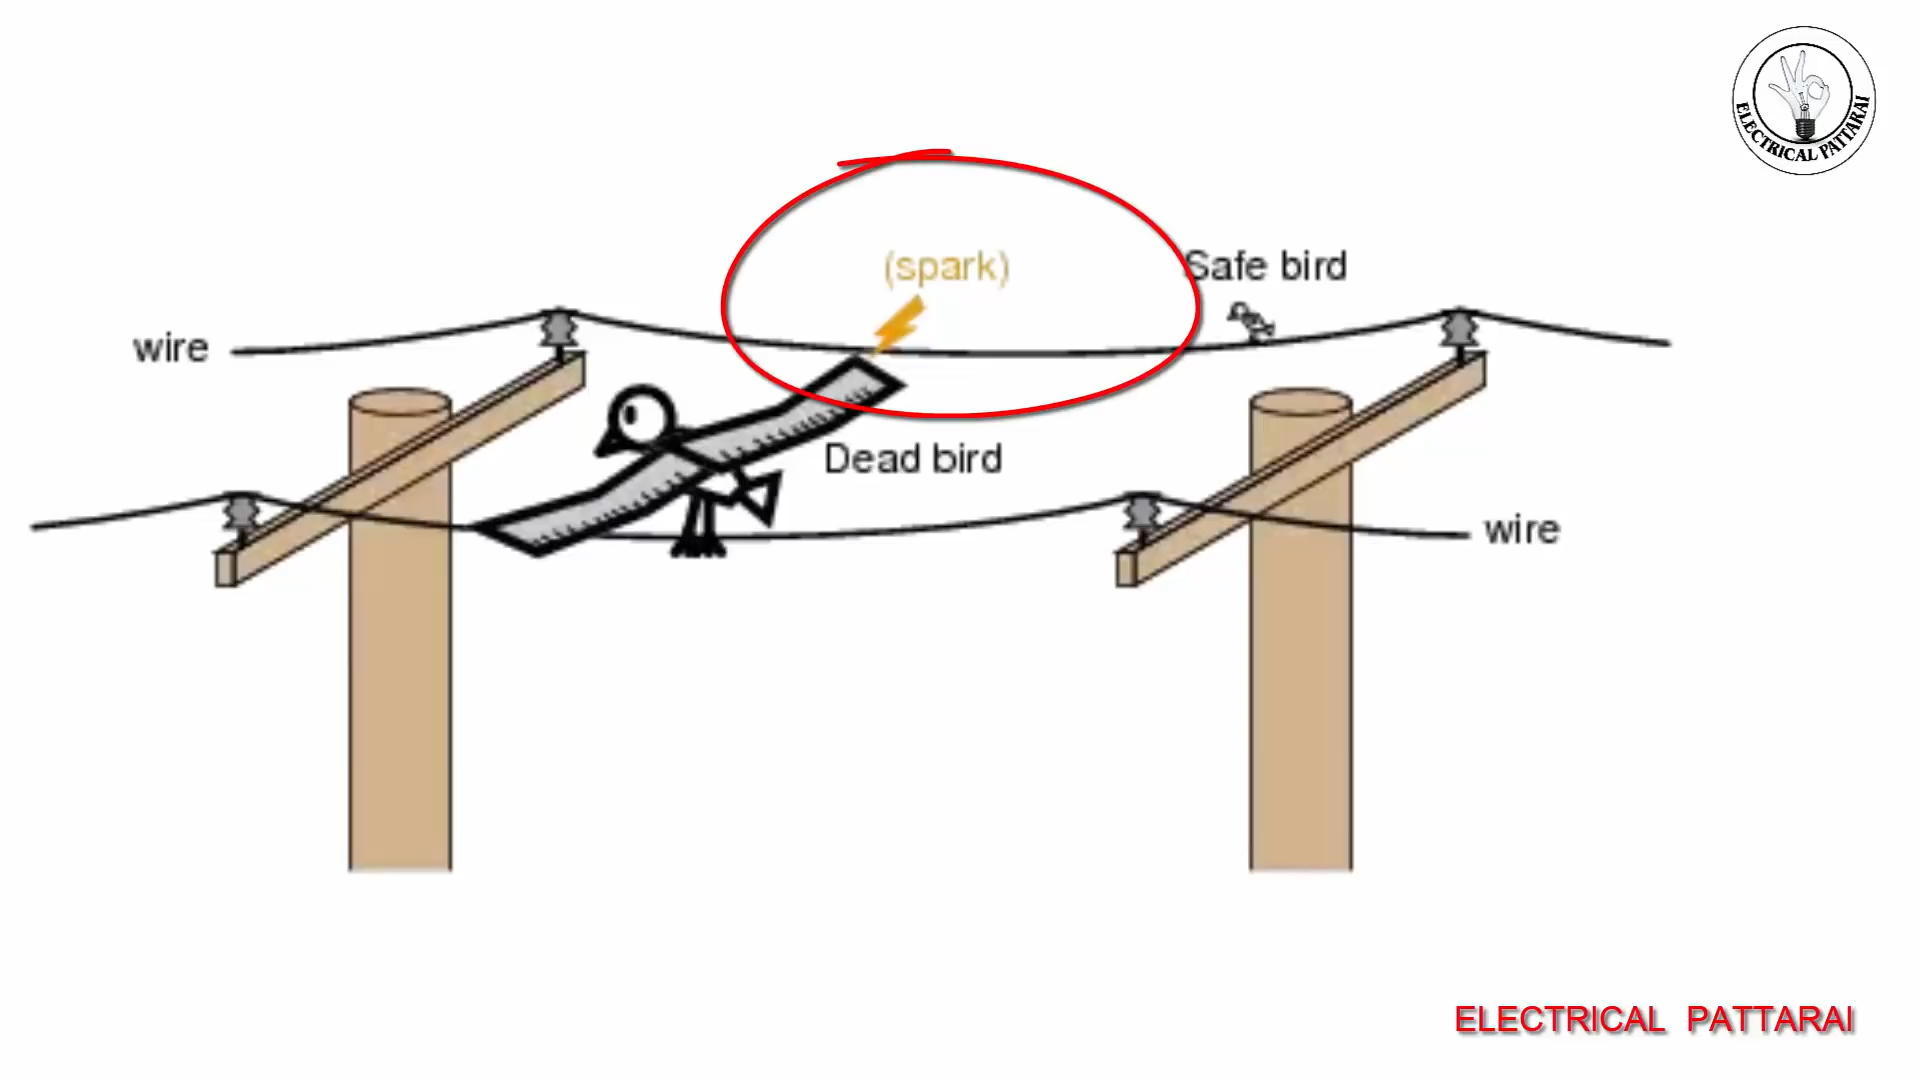 ELECTRICAL PATTARAI
(spark)
Safe bird
wire
Dead bird
wire
ELECTRICAL PATTARAI